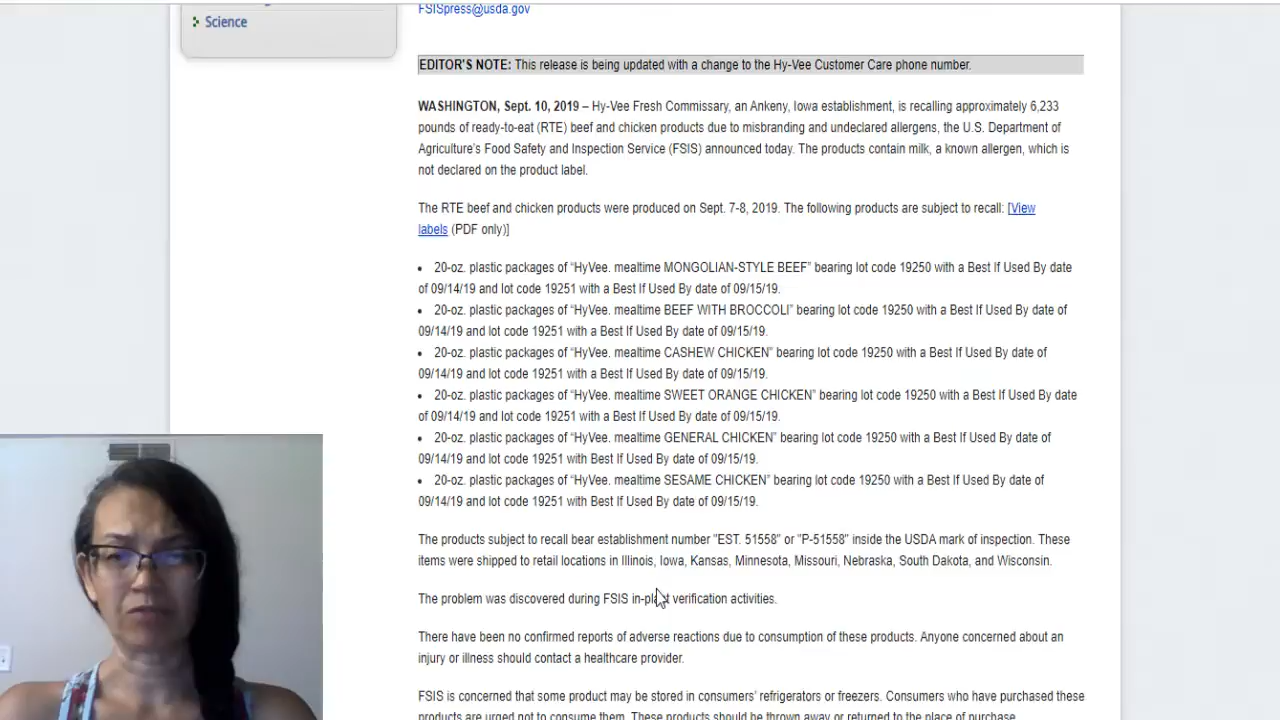 Science
FSISpress@usda.gov
EDITOR'S NOTE: This release is being updated with a change to the Hy-Vee Customer Care phone number.
WASHINGTON, Sept. 10, 2019 – Hy-Vee Fresh Commissary, an Ankeny, Iowa establishment, is recalling approximately 6,233
pounds of ready-to-eat (RTE) beef and chicken products due to misbranding and undeclared allergens, the U.S. Department of
Agriculture's Food Safety and Inspection Service (FSIS) announced today. The products contain milk, a known allergen, which is
not declared on the product label.
The RTE beef and chicken products were produced on Sept. 7-8, 2019. The following products are subject to recall: [View
labels (PDF only)]
• 20-oz. plastic packages of “HyVee. mealtime MONGOLIAN-STYLE BEEF” bearing lot code 19250 with a Best If Used By date
of 09/14/19 and lot code 19251 with a Best If Used By date of 09/15/19.
• 20-oz. plastic packages of “HyVee. mealtime BEEF WITH BROCCOLI” bearing lot code 19250 with a Best If Used By date of
09/14/19 and lot code 19251 with a Best If Used By date of 09/15/19.
• 20-oz. plastic packages of “HyVee. mealtime CASHEW CHICKEN” bearing lot code 19250 with a Best If Used By date of
09/14/19 and lot code 19251 with a Best If Used By date of 09/15/19.
• 20-oz. plastic packages of “HyVee. mealtime SWEET ORANGE CHICKEN” bearing lot code 19250 with a Best If Used By date
of 09/14/19 and lot code 19251 with a Best If Used By date of 09/15/19.
• 20-oz. plastic packages of “HyVee. mealtime GENERAL CHICKEN” bearing lot code 19250 with a Best If Used By date of
09/14/19 and lot code 19251 with Best If Used By date of 09/15/19.
• 20-oz. plastic packages of “HyVee. mealtime SESAME CHICKEN” bearing lot code 19250 with a Best If Used By date of
09/14/19 and lot code 19251 with Best If Used By date of 09/15/19.
The products subject to recall bear establishment number "EST. 51558" or "P-51558" inside the USDA mark of inspection. These
items were shipped to retail locations in Illinois, Iowa, Kansas, Minnesota, Missouri, Nebraska, South Dakota, and Wisconsin.
The problem was discovered during FSIS in-plant verification activities.
There have been no confirmed reports of adverse reactions due to consumption of these products. Anyone concerned about an
injury or illness should contact a healthcare provider.
FSIS is concerned that some product may be stored in consumers' refrigerators or freezers. Consumers who have purchased these
products are urged not to consume them. These products should be thrown away or returned to the place of purchase.